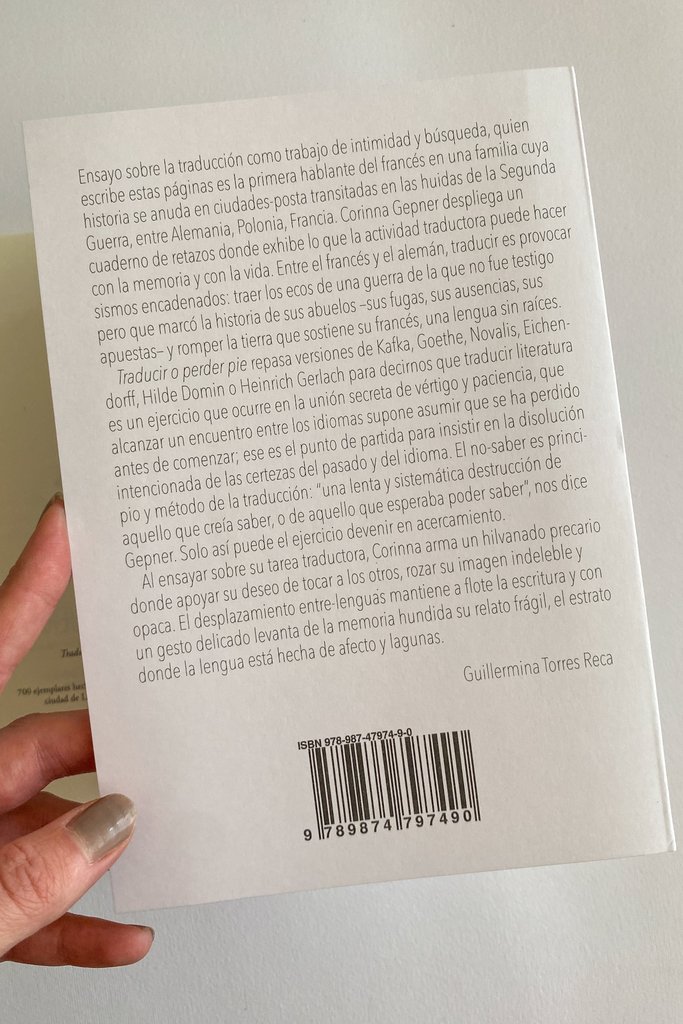 Ensayo sobre la traducción como trabajo de intimidad y búsqueda, quien
escribe estas páginas es la primera hablante del francés en una familia cuya
historia se anuda en ciudades-posta transitadas en las huidas de la Segunda
Guerra, entre Alemania, Polonia, Francia. Corinna Gepner despliega un
cuaderno de retazos donde exhibe lo que la actividad traductora puede hacer
con la memoria y con la vida. Entre el francés y el alemán, traducir es provocar
sismos encadenados: traer los ecos de una guerra de la que no fue testigo
pero que marcó la historia de sus abuelos –sus fugas, sus ausencias, sus
apuestas– y romper la tierra que sostiene su francés, una lengua sin raíces.
Traducir o perder pie repasa versiones de Kafka, Goethe, Novalis, Eichen-
dorff, Hilde Domin o Heinrich Gerlach para decirnos que traducir literatura
es un ejercicio que ocurre en la unión secreta de vértigo y paciencia, que
alcanzar un encuentro entre los idiomas supone asumir que se ha perdido
antes de comenzar; ese es el punto de partida para insistir en la disolución
intencionada de las certezas del pasado y del idioma. El no-saber es princi-
pio y método de la traducción: “una lenta y sistemática destrucción de
aquello que creía saber, o de aquello que esperaba poder saber”, nos dice
Gepner. Solo así puede el ejercicio devenir en acercamiento.
Al ensayar sobre su tarea traductora, Corinna arma un hilvanado precario
donde apoyar su deseo de tocar a los otros, rozar su imagen indeleble y
opaca. El desplazamiento entre-lenguas mantiene a flote la escritura y con
un gesto delicado levanta de la memoria hundida su relato frágil, el estrato
donde la lengua está hecha de afecto y lagunas.
Guillermina Torres Reca
ISBN 978-987-47974-9-0
9 789874 797490
700 ejemplares
ciudad de